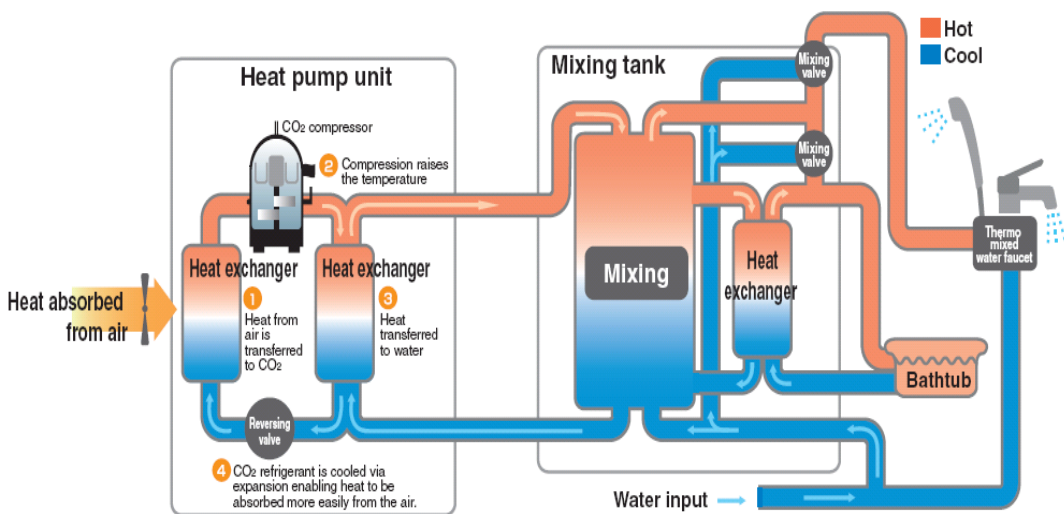 Hot
Cool
Heat pump unit
Mixing tank
Mixing
valve
CO2 compressor
2 Compression raises
the temperature
Mixing
valve
Thermo
mixed
water faucet
Heat exchanger
Heat exchanger
Mixing
Heat
exchanger
Heat absorbed
from air
1
Heat from
air is
transferred
to CO2
3
Heat
transferred
to water
Bathtub
Reversing
valve
4 CO2 refrigerant is cooled via
expansion enabling heat to be
absorbed more easily from the air.
Water input